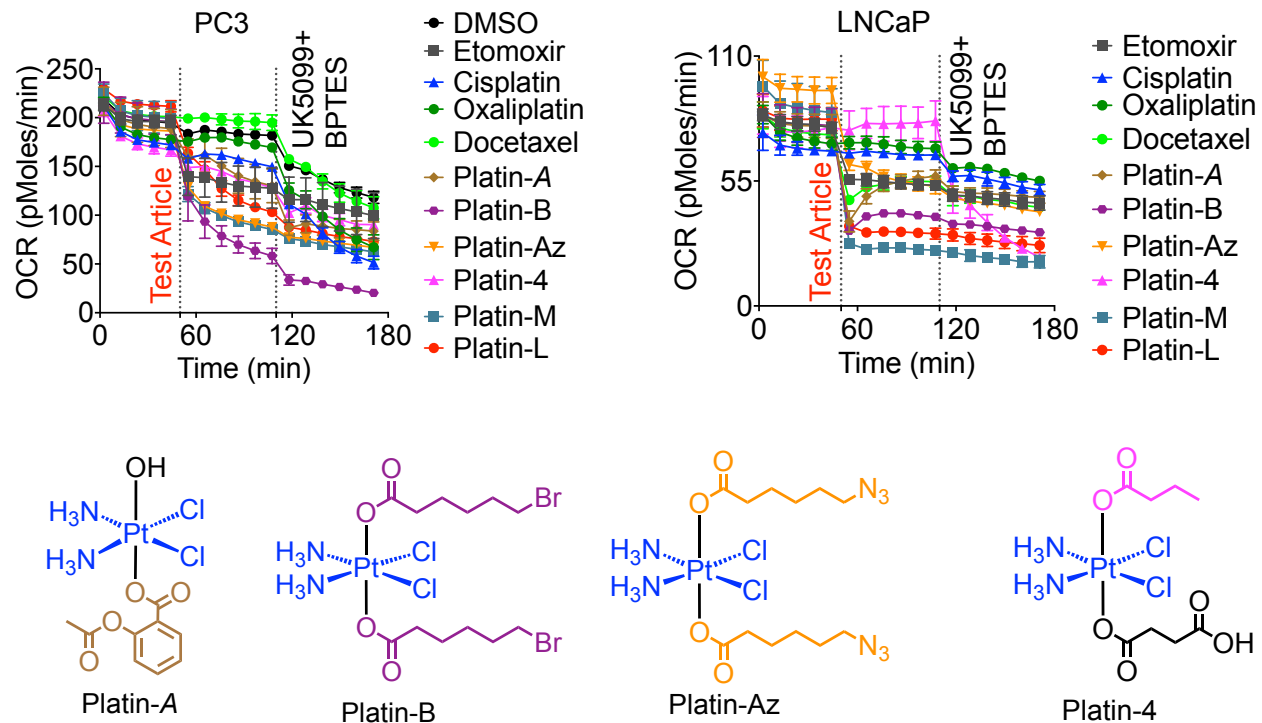 PC3
OCR (pMoles/min)
250
200
150
100
50
0
0
60
120
180
Time (min)
Test Article
UK5099+
BPTES
DMSO
Etomoxir
Cisplatin
Oxaliplatin
Docetaxel
Platin-A
Platin-B
Platin-Az
Platin-4
Platin-M
Platin-L
LNCaP
OCR (pMoles/min)
110
55
0
0
60
120
180
Time (min)
Test Article
UK5099+
BPTES
Etomoxir
Cisplatin
Oxaliplatin
Docetaxel
Platin-A
Platin-B
Platin-Az
Platin-4
Platin-M
Platin-L
OH
H₃N Cl
Pt
H₃N Cl
O O
O
O
Platin-A
O
O Br
H₃N Cl
Pt
H₃N Cl
O Br
O
Platin-B
O
O N₃
H₃N Cl
Pt
H₃N Cl
O N₃
O
Platin-Az
O
O
H₃N Cl
Pt
H₃N Cl
O O
OH
O
Platin-4